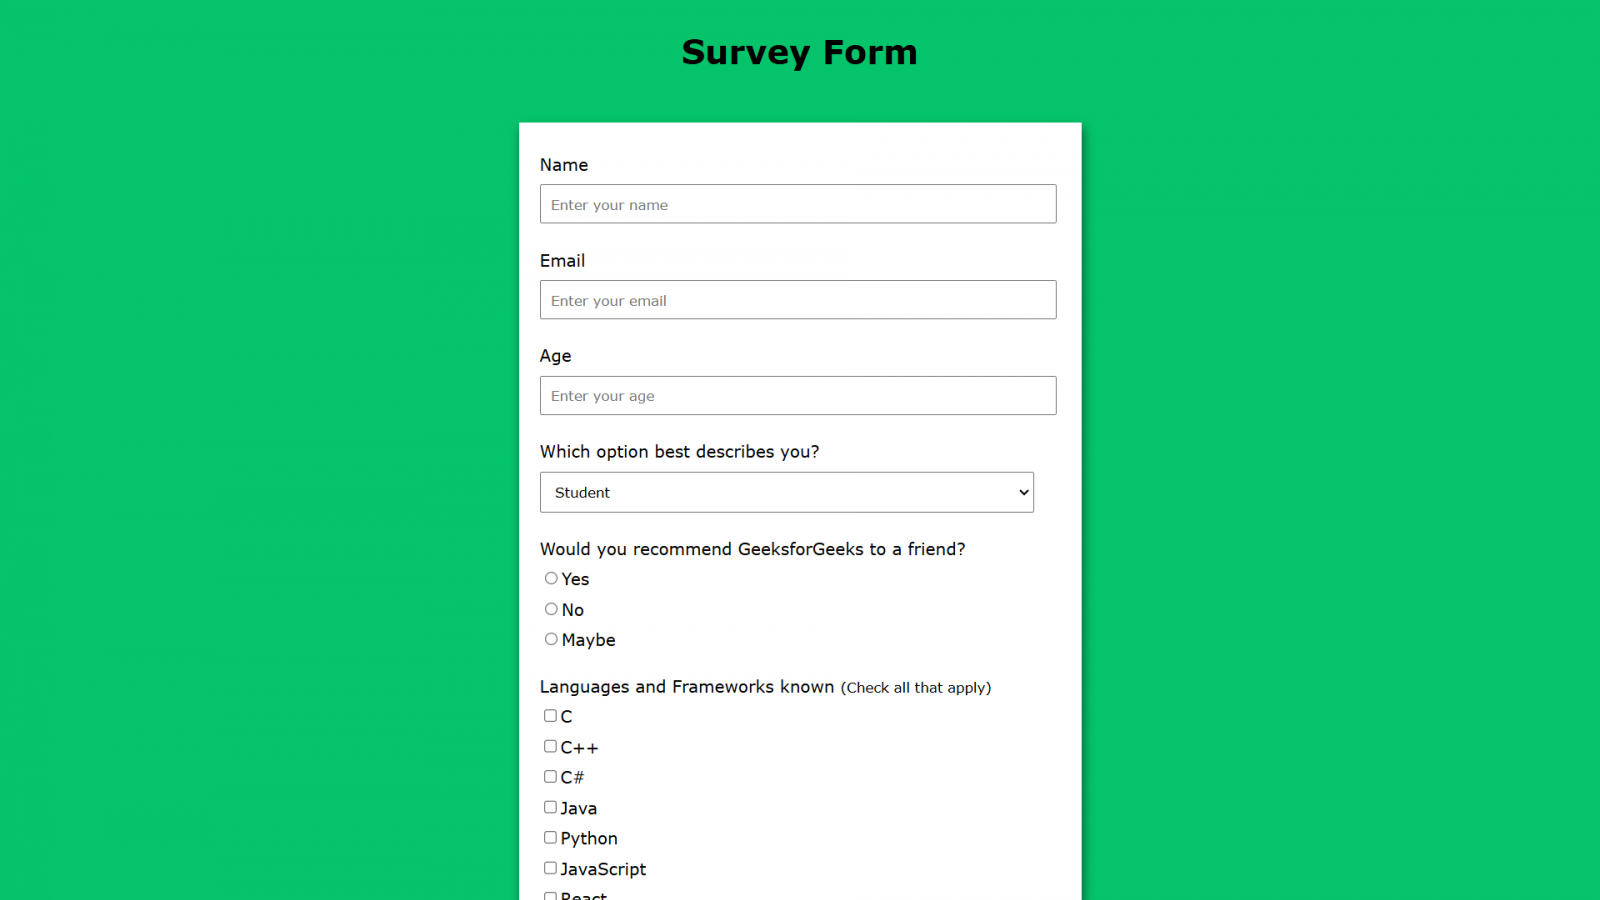 Survey Form
Name
Enter your name
Email
Enter your email
Age
Enter your age
Which option best describes you?
Student
Would you recommend GeeksforGeeks to a friend?
Yes
No
Maybe
Languages and Frameworks known (Check all that apply)
C
C++
C#
Java
Python
JavaScript
React